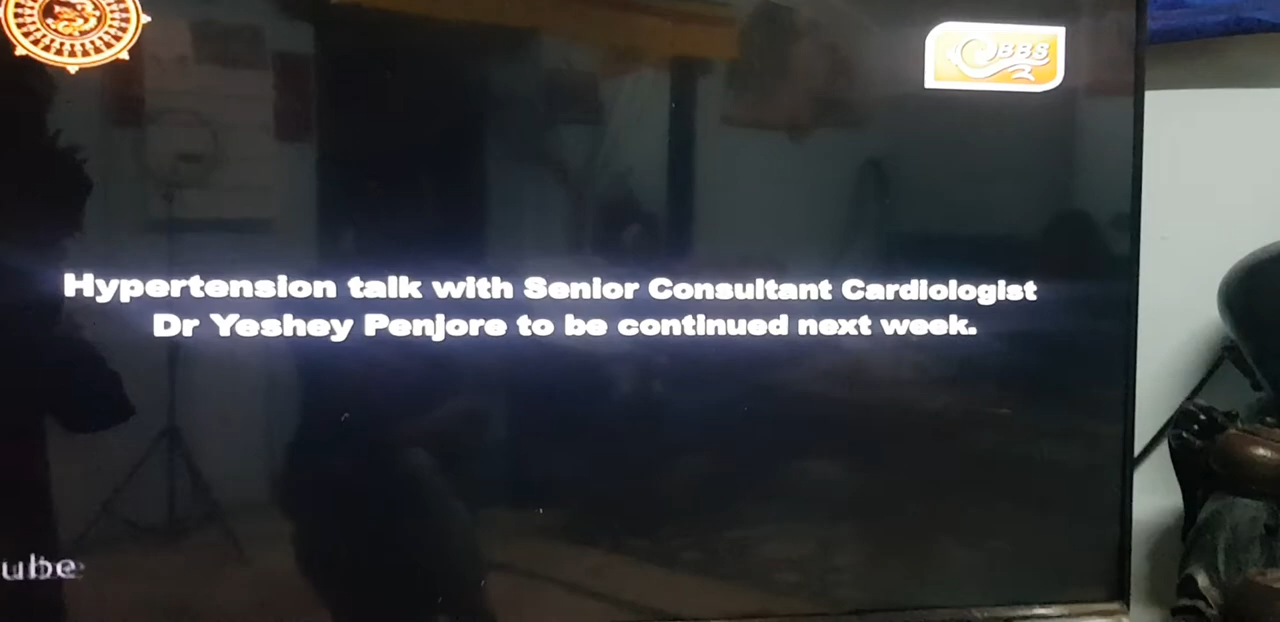 BBS
Hypertension talk with Senior Consultant Cardiologist
Dr Yeshey Penjore to be continued next week.
ube